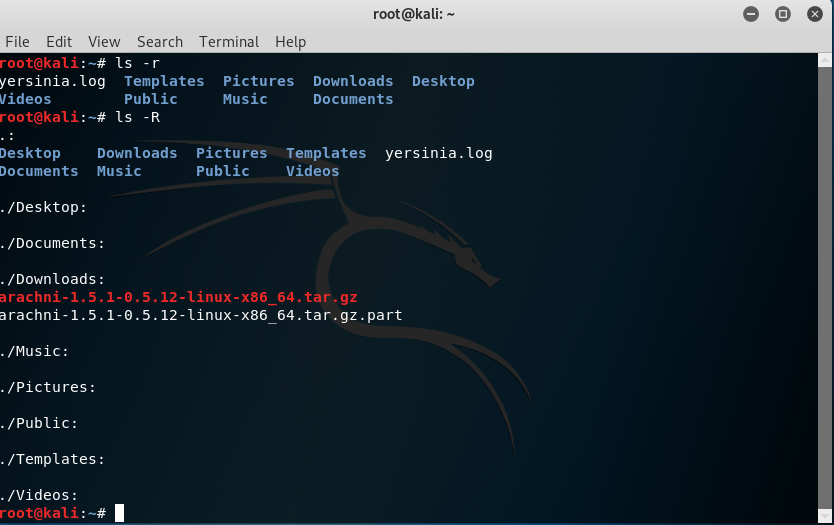 root@kali: ~
File Edit View Search Terminal Help
root@kali:~# ls -r
yersinia.log  Templates  Pictures  Downloads  Desktop
Videos        Public     Music     Documents
root@kali:~# ls -R
.:
Desktop    Downloads  Pictures  Templates  yersinia.log
Documents  Music      Public    Videos
./Desktop:
./Documents:
./Downloads:
arachni-1.5.1-0.5.12-linux-x86_64.tar.gz
arachni-1.5.1-0.5.12-linux-x86_64.tar.gz.part
./Music:
./Pictures:
./Public:
./Templates:
./Videos:
root@kali:~#